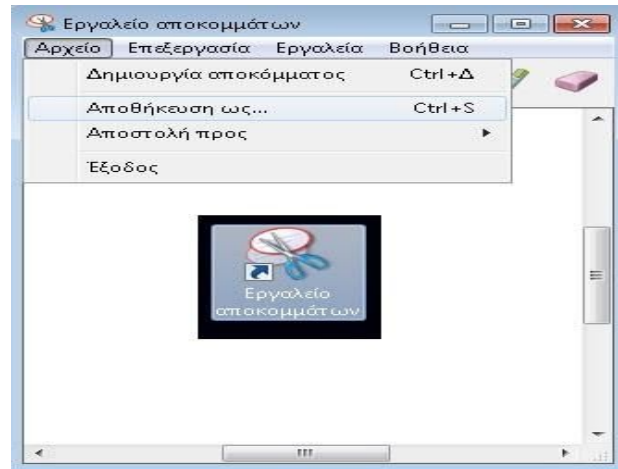 Εργαλείο αποκομμάτων
Αρχείο Επεξεργασία Εργαλεία Βοήθεια
Δημιουργία αποκόμματος Ctrl+Δ
Αποθήκευση ως... Ctrl+S
Αποστολή προς
Έξοδος
Εργαλείο
αποκομμάτων